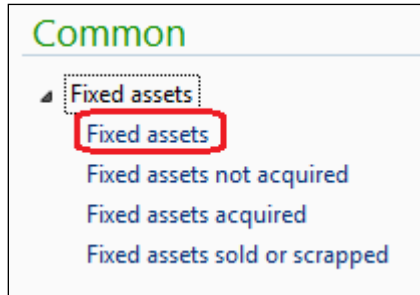 Common
Fixed assets
Fixed assets
Fixed assets not acquired
Fixed assets acquired
Fixed assets sold or scrapped